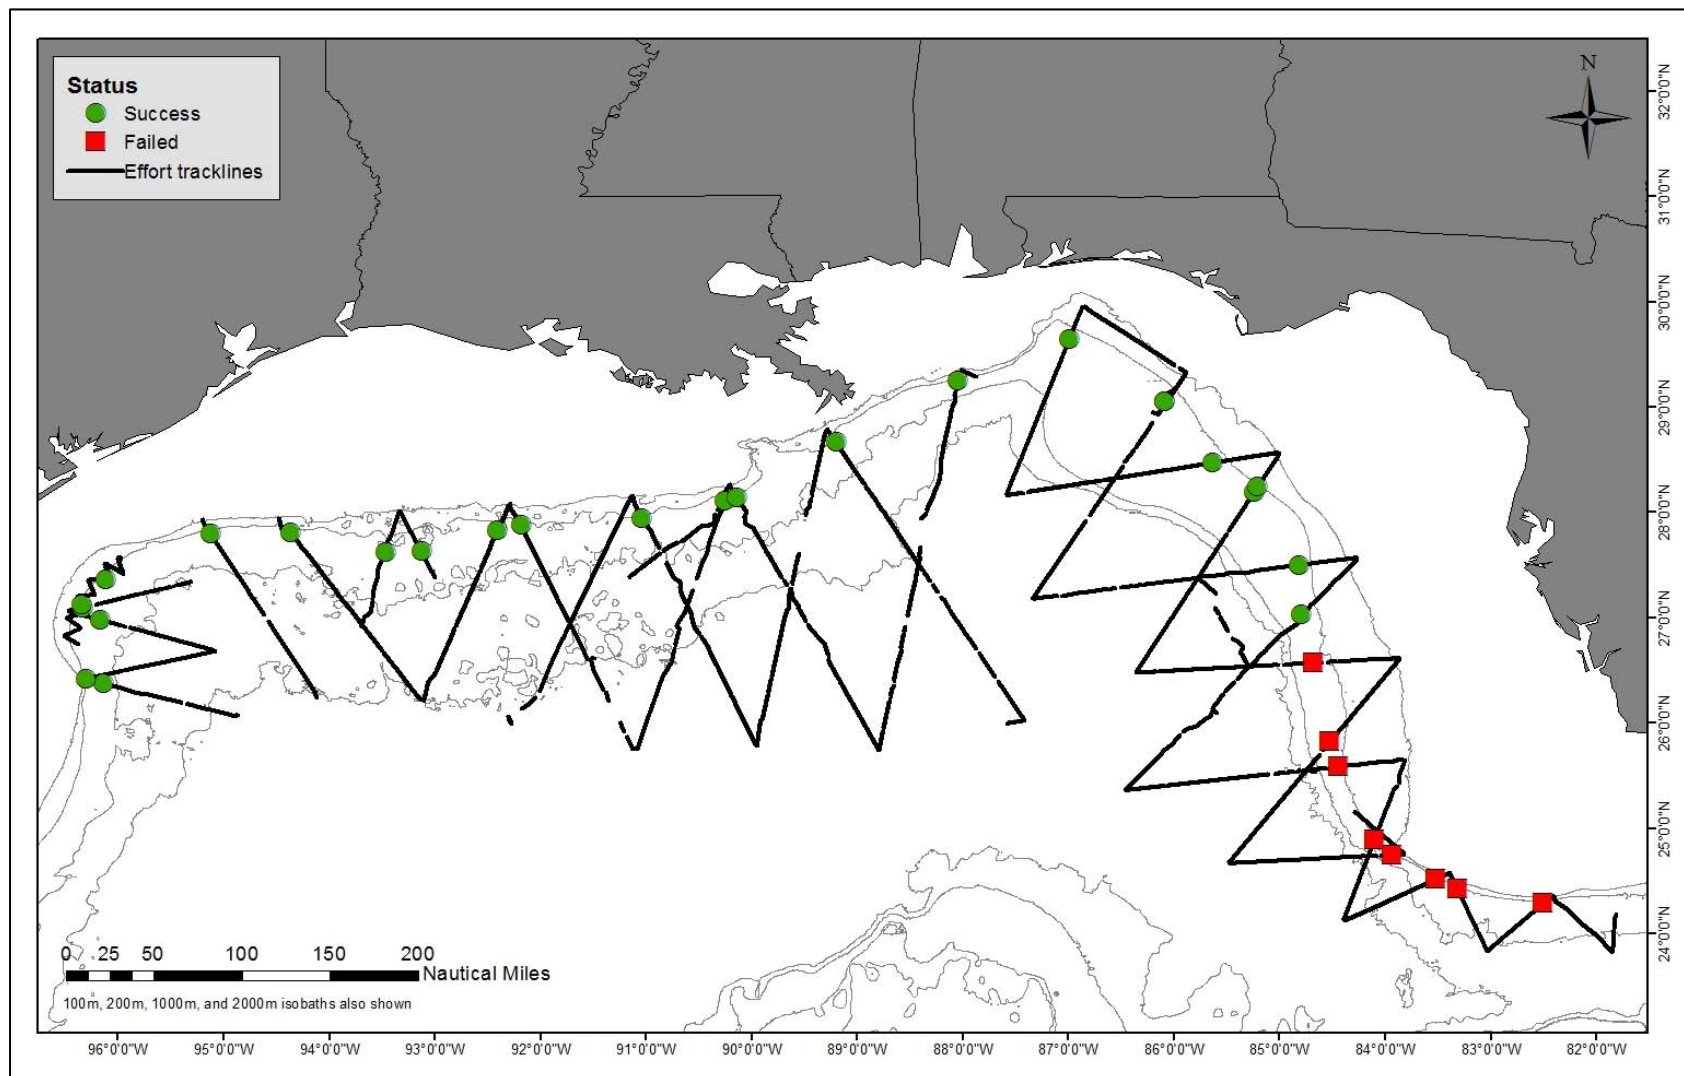 Status
Success
Failed
Effort tracklines
N
32°0'0"N
31°0'0"N
30°0'0"N
29°0'0"N
28°0'0"N
27°0'0"N
26°0'0"N
25°0'0"N
24°0'0"N
0 25 50 100 150 200
Nautical Miles
100m, 200m, 1000m, and 2000m isobaths also shown
96°0'0"W 95°0'0"W 94°0'0"W 93°0'0"W 92°0'0"W 91°0'0"W 90°0'0"W 89°0'0"W 88°0'0"W 87°0'0"W 86°0'0"W 85°0'0"W 84°0'0"W 83°0'0"W 82°0'0"W